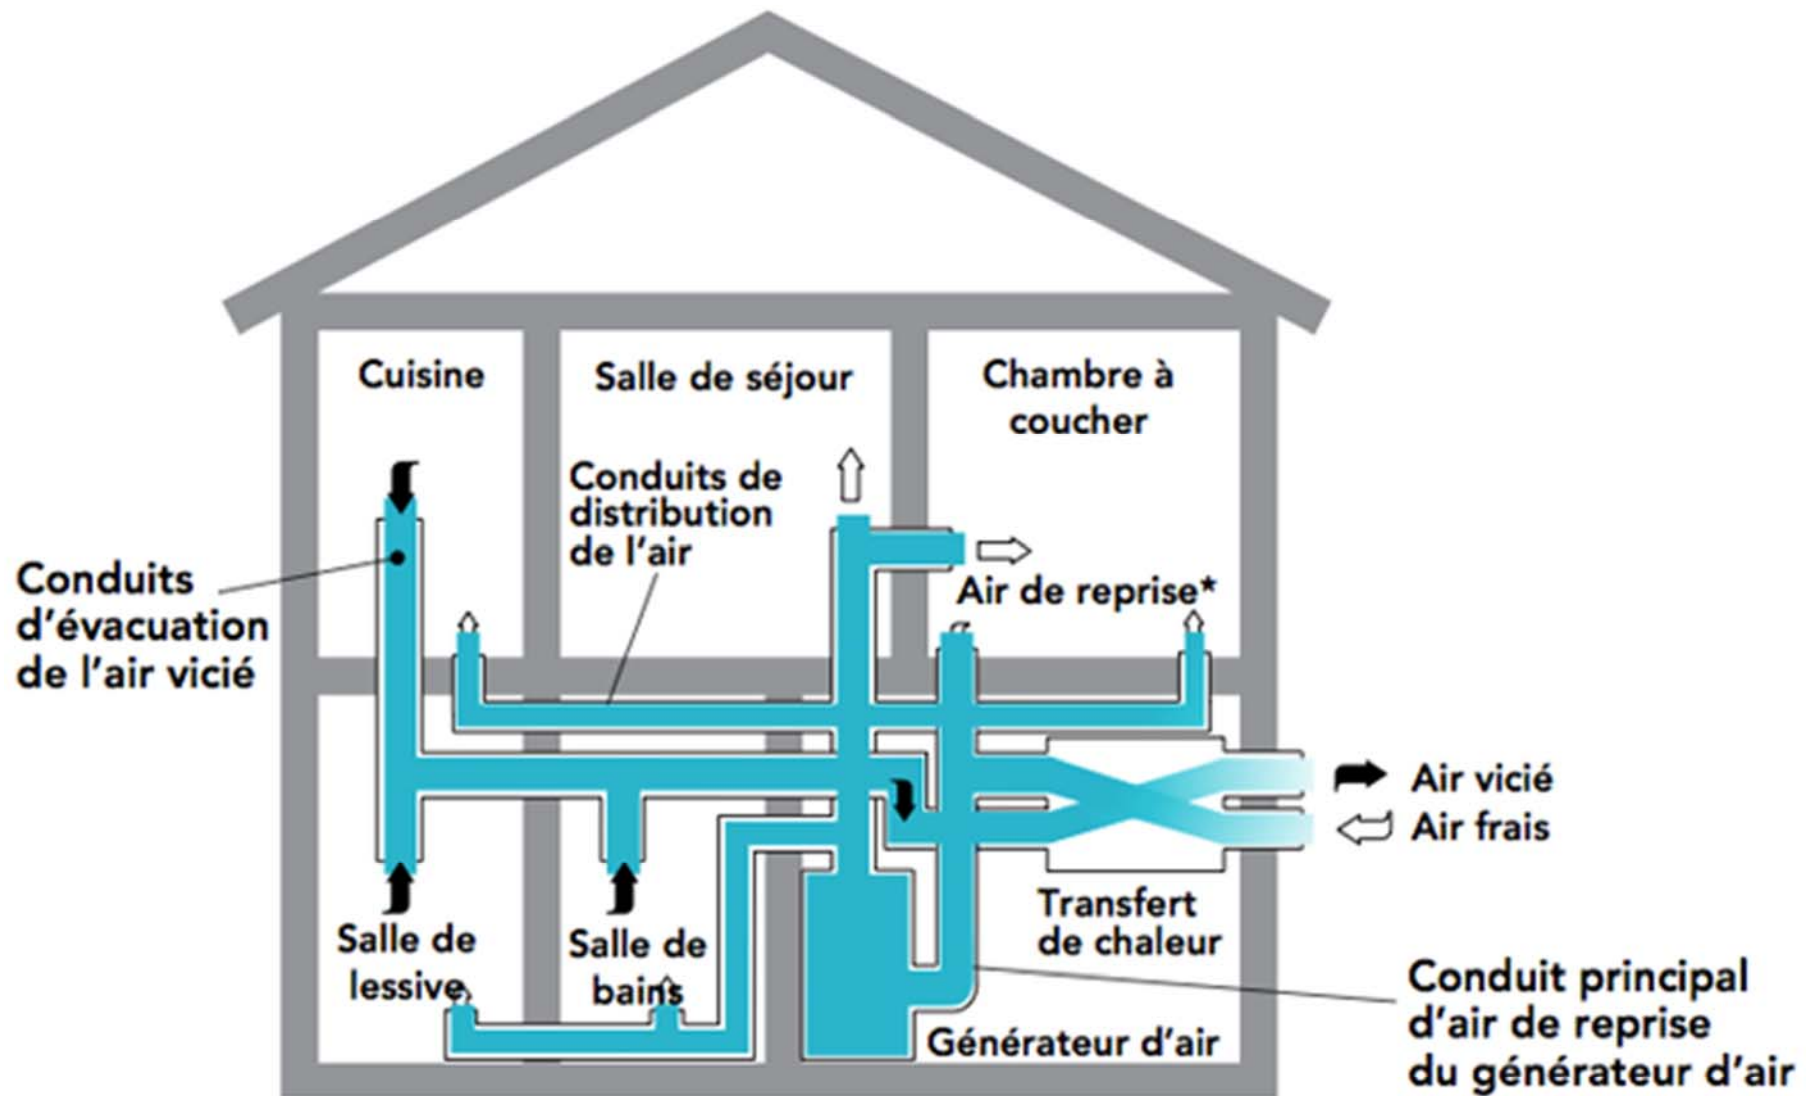 Cuisine
Salle de séjour
Chambre à
coucher
Conduits de
distribution
de l'air
Conduits
d'évacuation
de l'air vicié
Air de reprise*
Air vicié
Air frais
Transfert
de chaleur
Salle de
lessive
Salle de
bains
Générateur d'air
Conduit principal
d'air de reprise
du générateur d'air